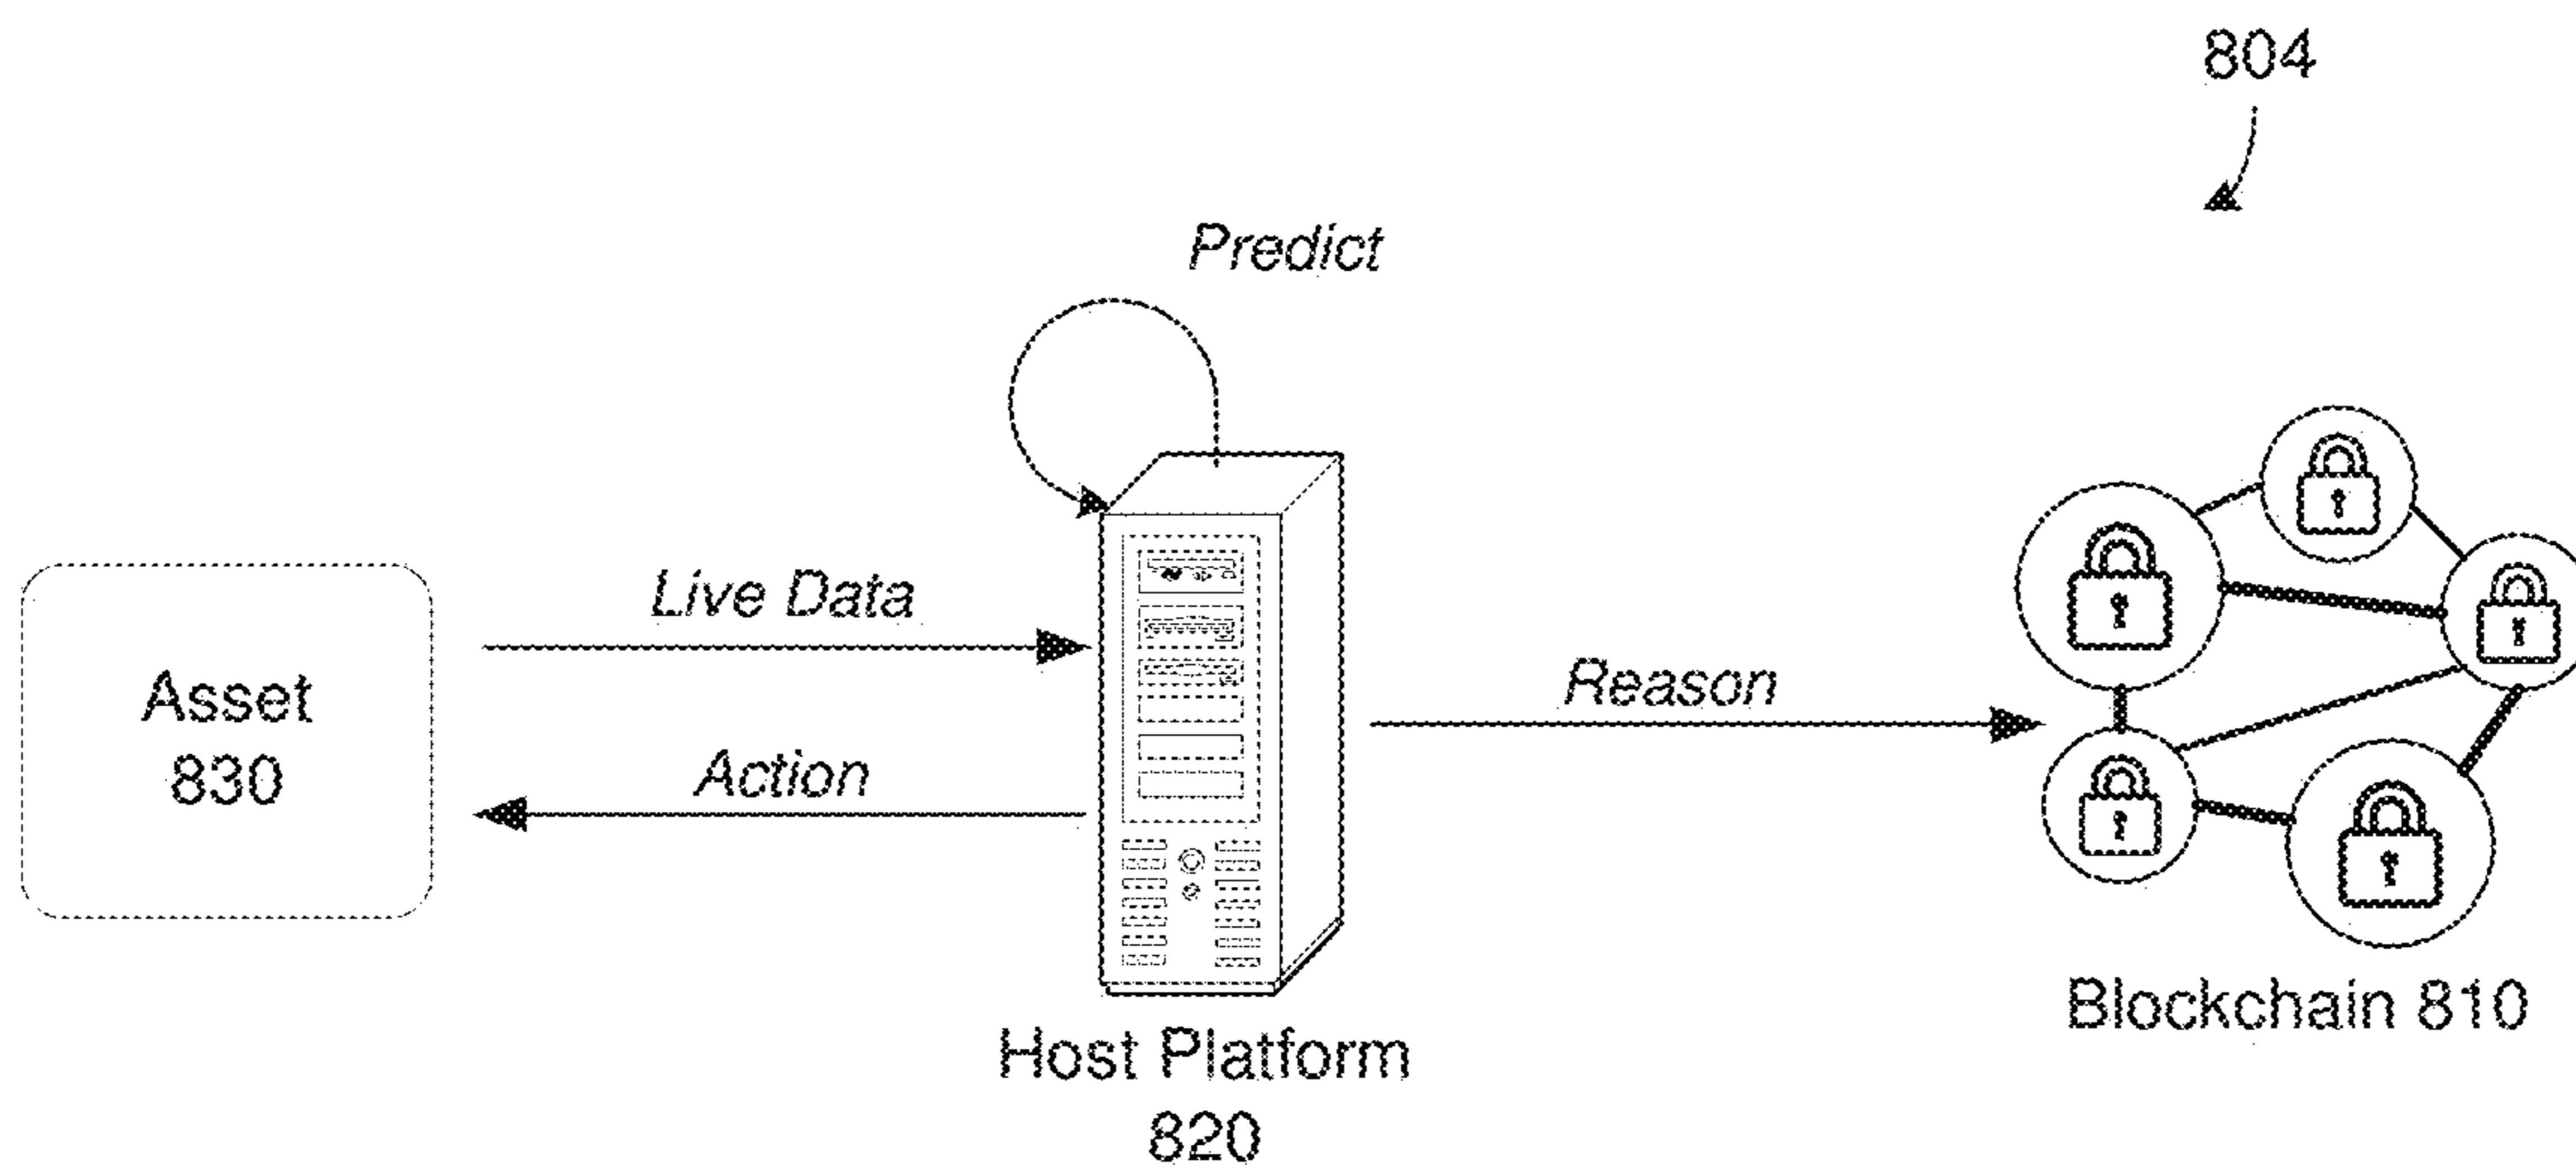 804
Predict
Live Data
Asset
830
Reason
Action
Blockchain 810
Host Platform
820